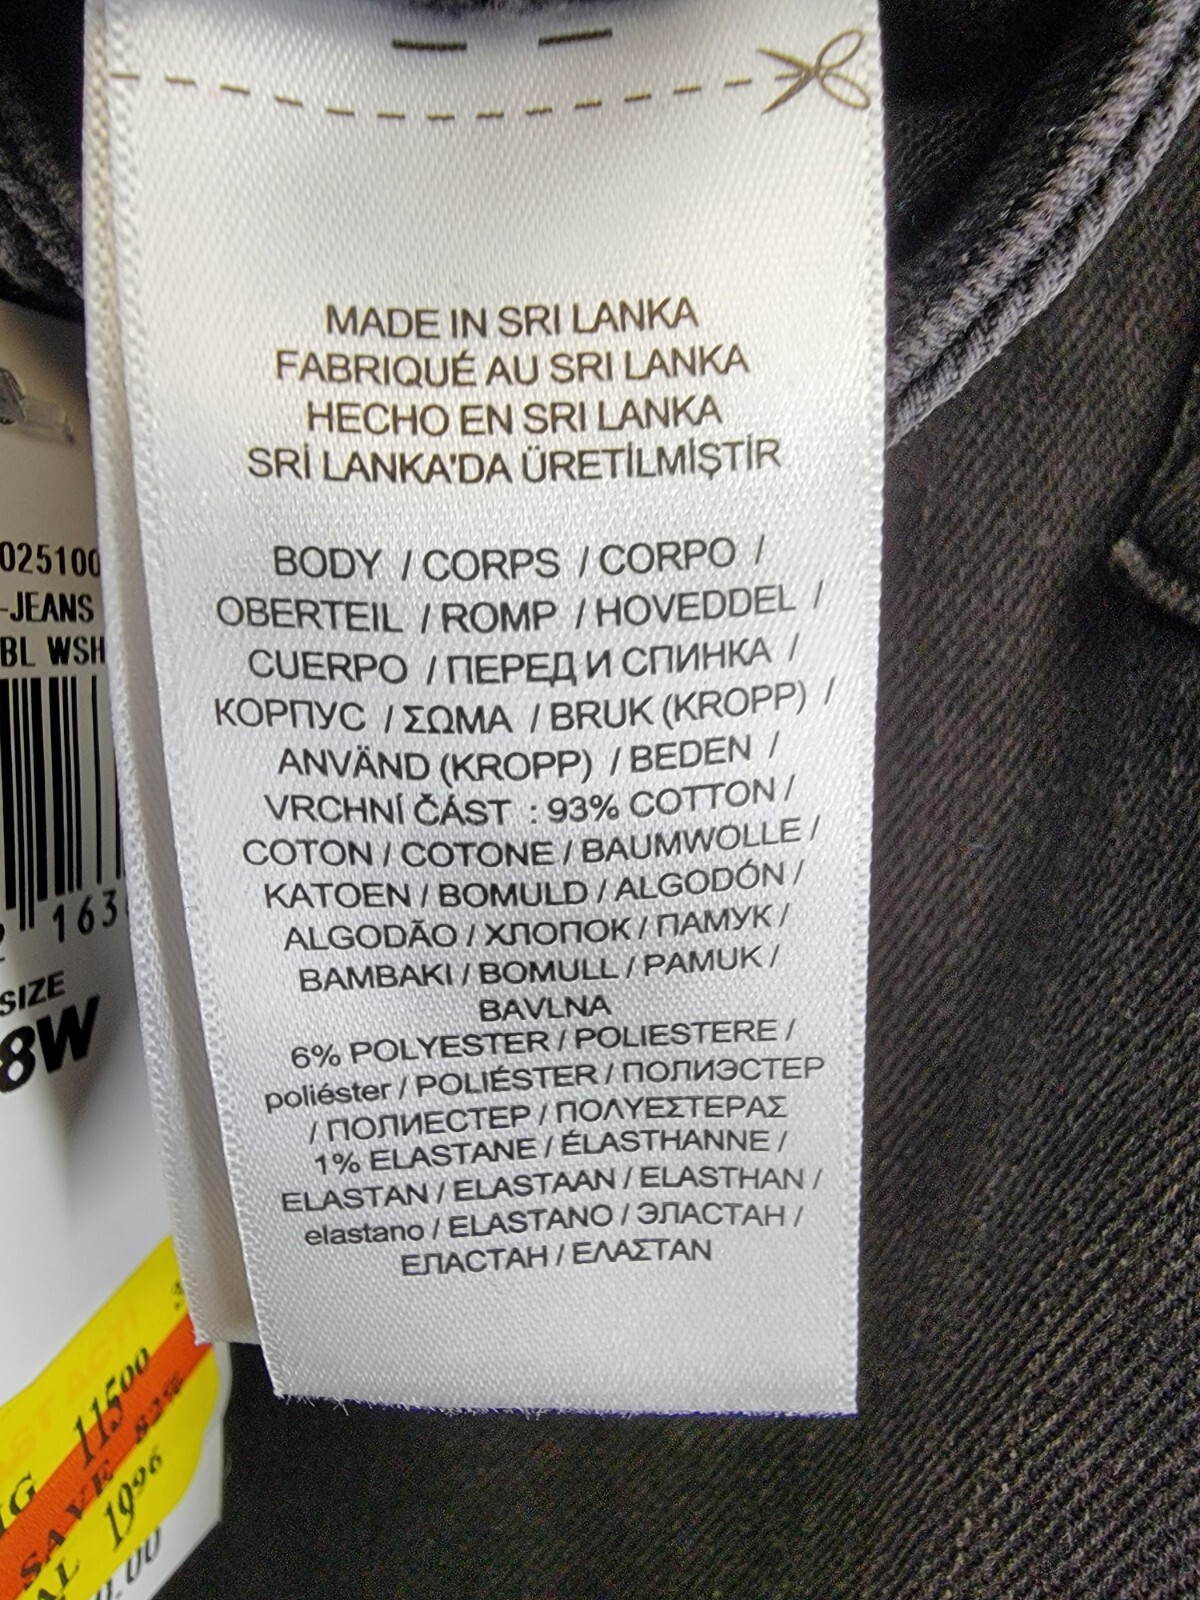 MADE IN SRI LANKA
FABRIQUÉ AU SRI LANKA
HECHO EN SRI LANKA
SRİ LANKA'DA ÜRETİLMİŞTİR
BODY / CORPS / CORPO /
OBERTEIL / ROMP / HOVEDDEL /
CUERPO / ПЕРЕД И СПИНКА /
КОРПУС / ΣΩΜΑ / BRUK (KROPP) /
ANVÄND (KROPP) / BEDEN /
VRCHNÍ ČÁST : 93% COTTON /
COTON / COTONE / BAUMWOLLE /
KATOEN / BOMULD / ALGODÓN /
ALGODÃO / ХЛОПОК / ПАМУК /
BAMBAKI / BOMULL / PAMUK /
BAVLNA
6% POLYESTER / POLIESTERE /
poliéster / POLIÉSTER / ПОЛИЭСТЕР
/ ПОЛИЕСТЕР / ΠΟΛΥΕΣΤΕΡΑΣ
1% ELASTANE / ÉLASTHANNE /
ELASTAN / ELASTAAN / ELASTHAN /
elastano / ELASTANO / ЭЛАСТАН /
ЕЛАСТАН / ΕΛΑΣΤΑΝ
025100
-JEANS
BL WSH
163
SIZE
8W
11500
SAVE 82%
1996